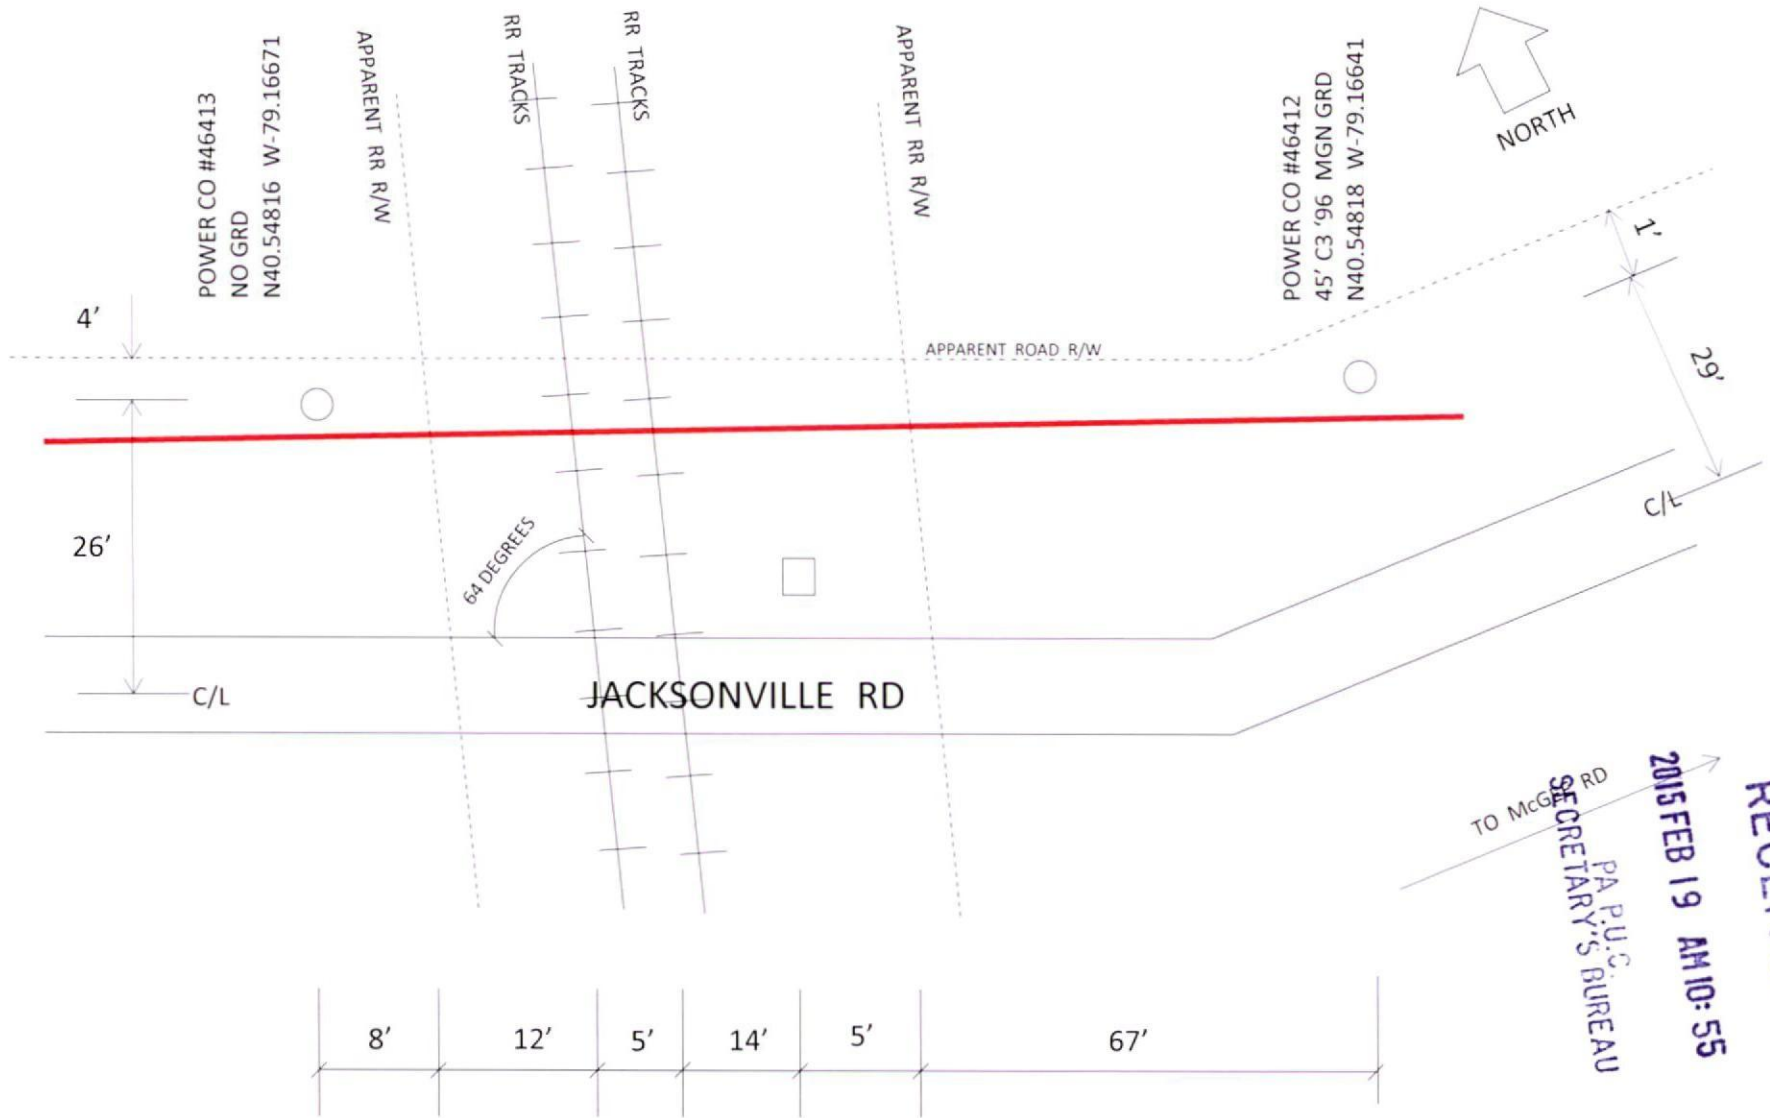 POWER CO #46413
NO GRD
N40.54816 W-79.16671
APPARENT RR R/W
RR TRACKS
RR TRACKS
APPARENT RR R/W
POWER CO #46412
45' C3 '96 MGN GRD
N40.54818 W-79.16641
NORTH
4'
APPARENT ROAD R/W
1'
29'
26'
64 DEGREES
C/L
C/L
JACKSONVILLE RD
TO RD
2015 FEB 19 AM 10:55
PA P.U.C.
SECRETARY'S BUREAU
8'
12'
5'
14'
5'
67'